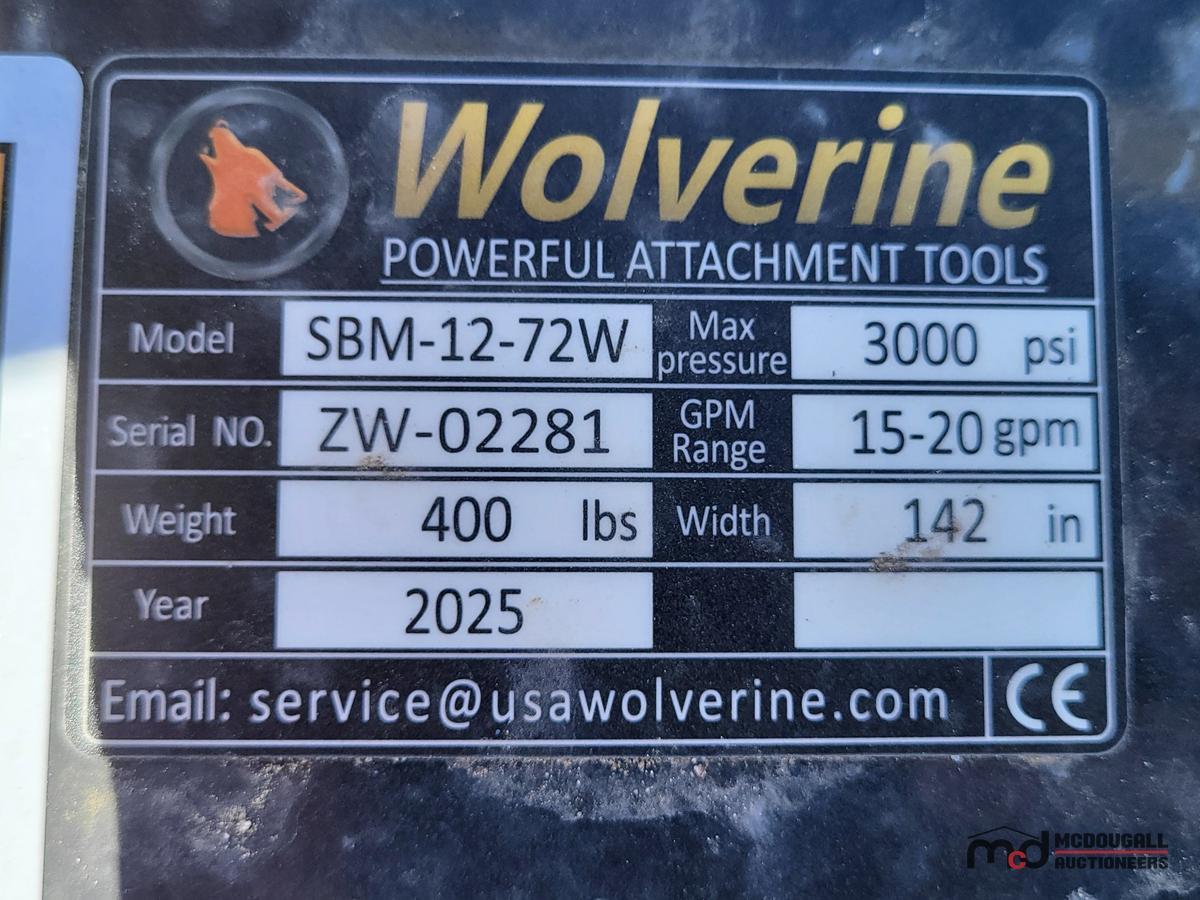 Wolverine
POWERFUL ATTACHMENT TOOLS
Model SBM-12-72W Max pressure 3000 psi
Serial NO. ZW-02281 GPM Range 15-20 gpm
Weight 400 lbs Width 142 in
Year 2025
Email: service@usawolverine.com CE
mcd MCDOUGALL
AUCTIONEERS